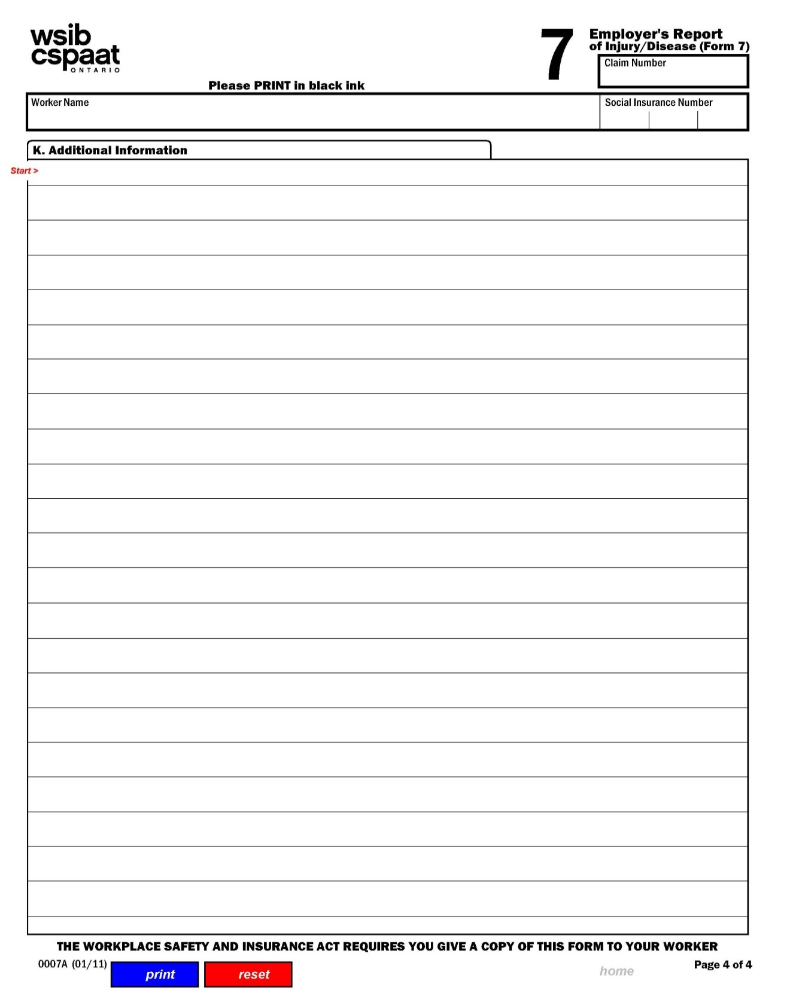 wsib
cspaat
ONTARIO
Please PRINT in black ink
7
Employer's Report
of Injury/Disease (Form 7)
Claim Number
Worker Name
Social Insurance Number
K. Additional Information
Start >
THE WORKPLACE SAFETY AND INSURANCE ACT REQUIRES YOU GIVE A COPY OF THIS FORM TO YOUR WORKER
0007A (01/11)
print
reset
home
Page 4 of 4